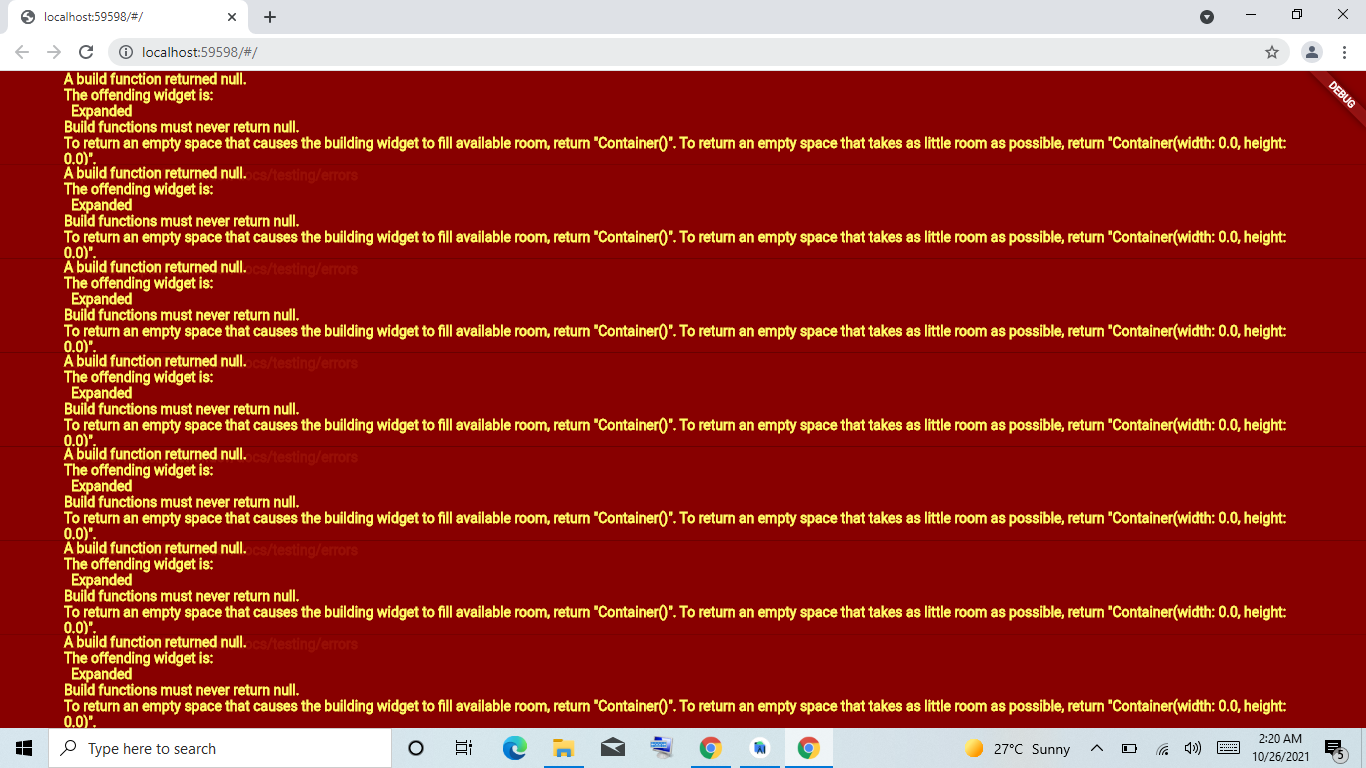 localhost:59598/#/
localhost:59598/#/
DEBUG
A build function returned null.
The offending widget is:
Expanded
Build functions must never return null.
To return an empty space that causes the building widget to fill available room, return "Container()". To return an empty space that takes as little room as possible, return "Container(width: 0.0, height:
0.0)".
A build function returned null.
cs/testing/errors
The offending widget is:
Expanded
Build functions must never return null.
To return an empty space that causes the building widget to fill available room, return "Container()". To return an empty space that takes as little room as possible, return "Container(width: 0.0, height:
0.0)".
A build function returned null.
cs/testing/errors
The offending widget is:
Expanded
Build functions must never return null.
To return an empty space that causes the building widget to fill available room, return "Container()". To return an empty space that takes as little room as possible, return "Container(width: 0.0, height:
0.0)".
A build function returned null.
cs/testing/errors
The offending widget is:
Expanded
Build functions must never return null.
To return an empty space that causes the building widget to fill available room, return "Container()". To return an empty space that takes as little room as possible, return "Container(width: 0.0, height:
0.0)".
A build function returned null.
cs/testing/errors
The offending widget is:
Expanded
Build functions must never return null.
To return an empty space that causes the building widget to fill available room, return "Container()". To return an empty space that takes as little room as possible, return "Container(width: 0.0, height:
0.0)".
A build function returned null.
cs/testing/errors
The offending widget is:
Expanded
Build functions must never return null.
To return an empty space that causes the building widget to fill available room, return "Container()". To return an empty space that takes as little room as possible, return "Container(width: 0.0, height:
0.0)".
A build function returned null.
cs/testing/errors
The offending widget is:
Expanded
Build functions must never return null.
To return an empty space that causes the building widget to fill available room, return "Container()". To return an empty space that takes as little room as possible, return "Container(width: 0.0, height:
0.0)".
Type here to search
27°C Sunny
2:20 AM
10/26/2021
5